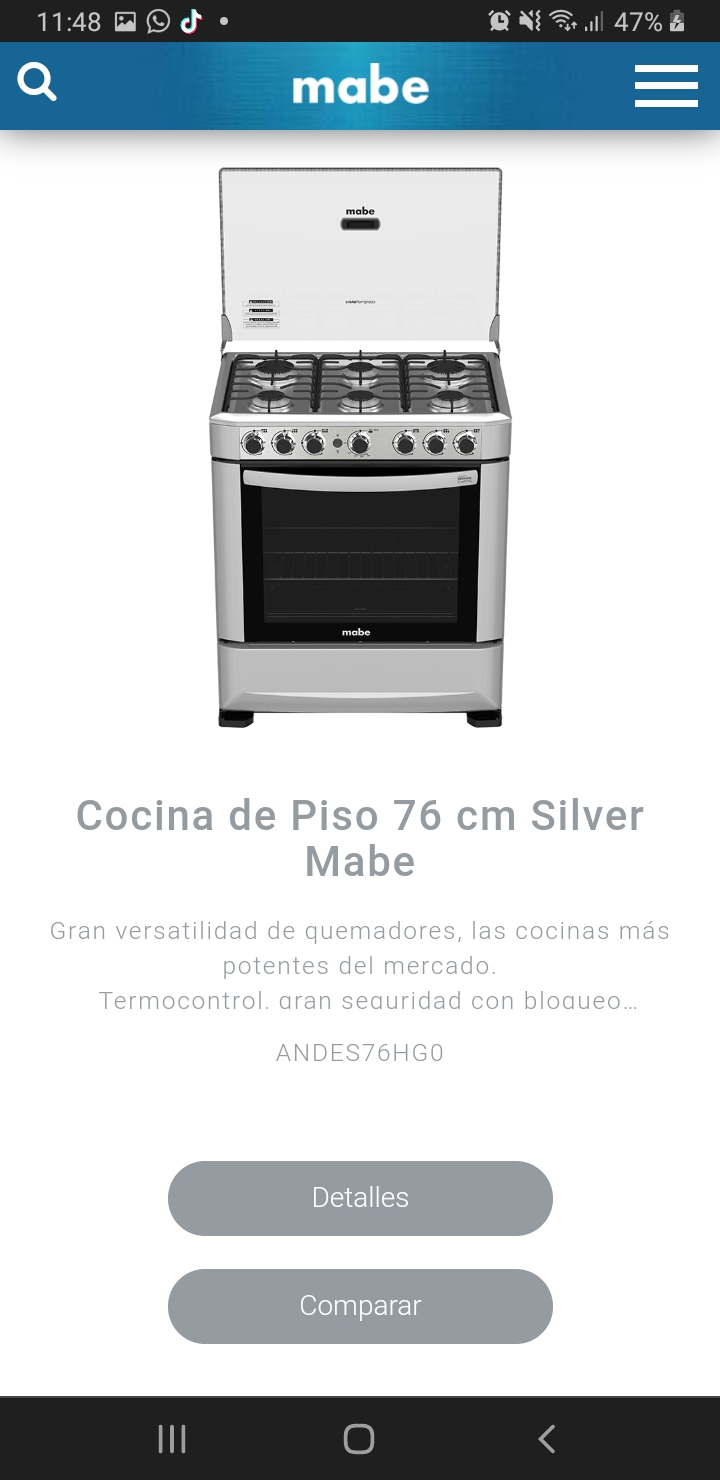 11:48
47%
mabe
mabe
mabe
Cocina de Piso 76 cm Silver
Mabe
Gran versatilidad de quemadores, las cocinas más
potentes del mercado.
Termocontrol, gran seguridad con bloqueo…
ANDES76HG0
Detalles
Comparar